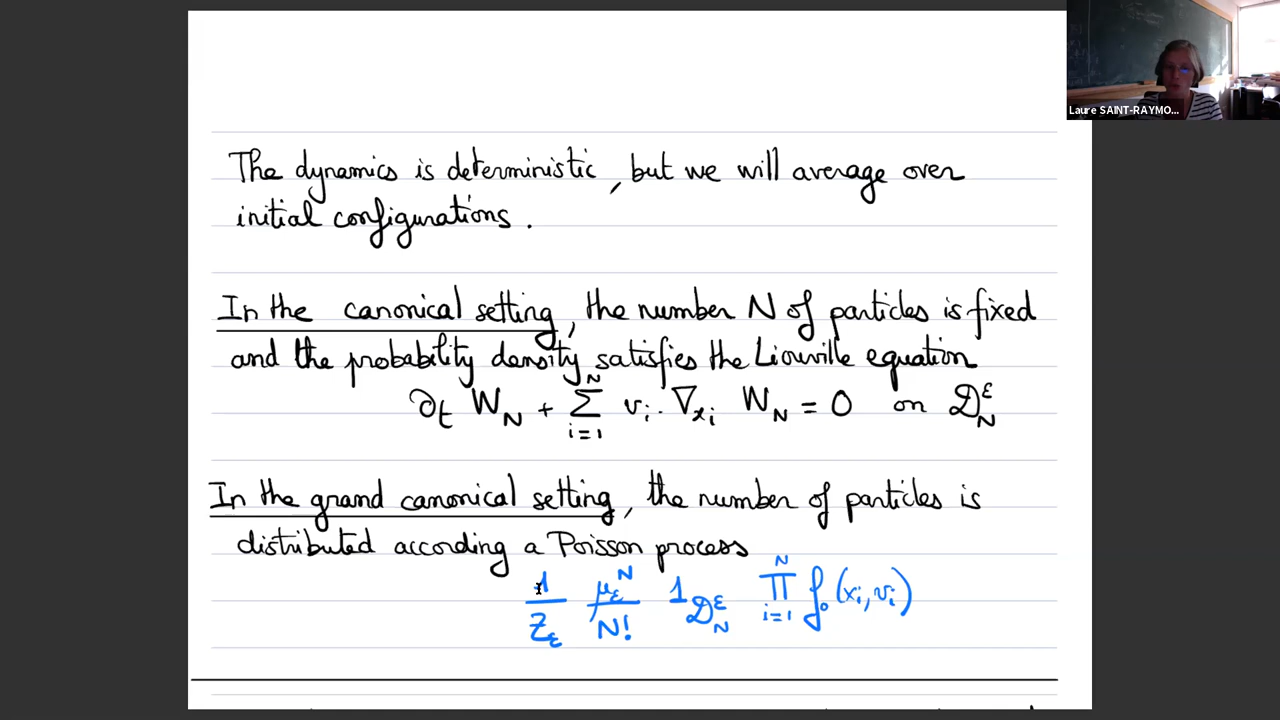 The dynamics is deterministic, but we will average over
initial configurations.
In the canonical setting, the number N of particles is fixed
and the probability density satisfies the Liouville equation
∂_t W_N + ∑_{i=1}^{N} v_i · ∇_{x_i} W_N = 0 on 𝒟_N^ε
In the grand canonical setting, the number of particles is
distributed according a Poisson process
1/Z_ε μ_ε^N/N! 1_{𝒟_N^ε} ∏_{i=1}^{N} f_0(x_i, v_i)
Laure SAINT-RAYMO...